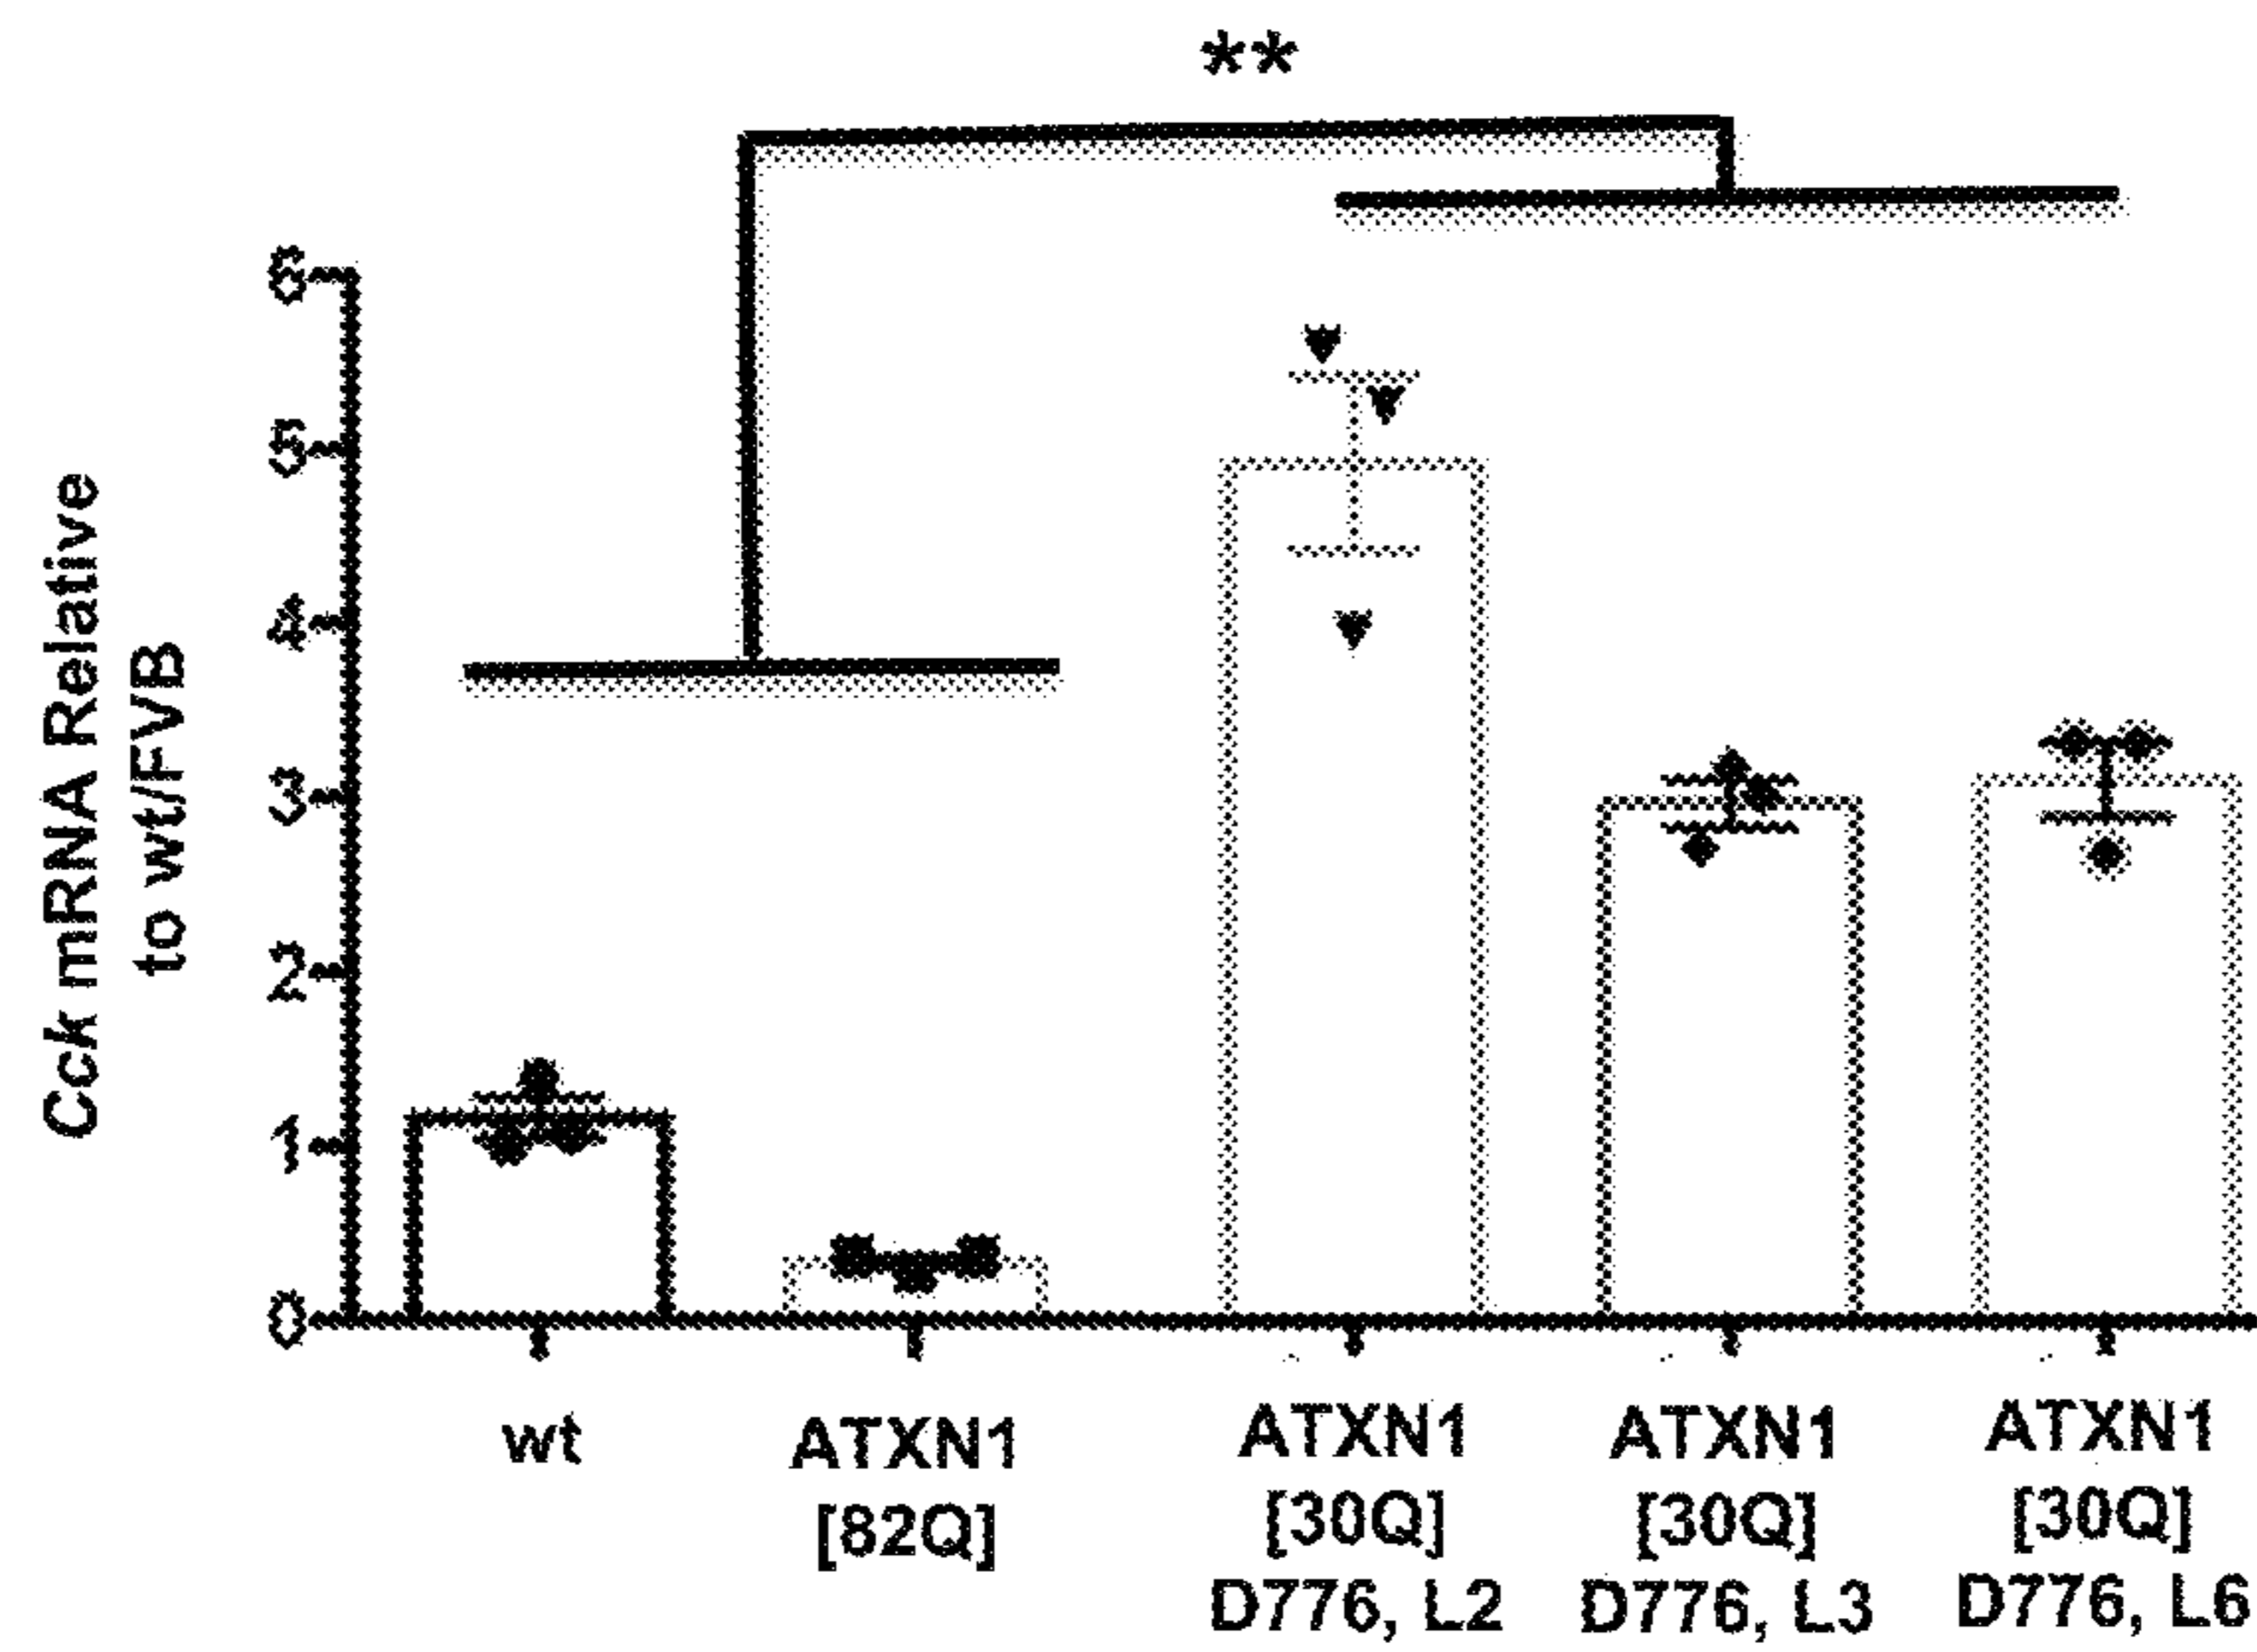 **
Cck mRNA Relative
to wt/FVB
6
5
4
3
2
1
0
wt
ATXN1
[82Q]
ATXN1
[30Q]
D776, L2
ATXN1
[30Q]
D776, L3
ATXN1
[30Q]
D776, L6